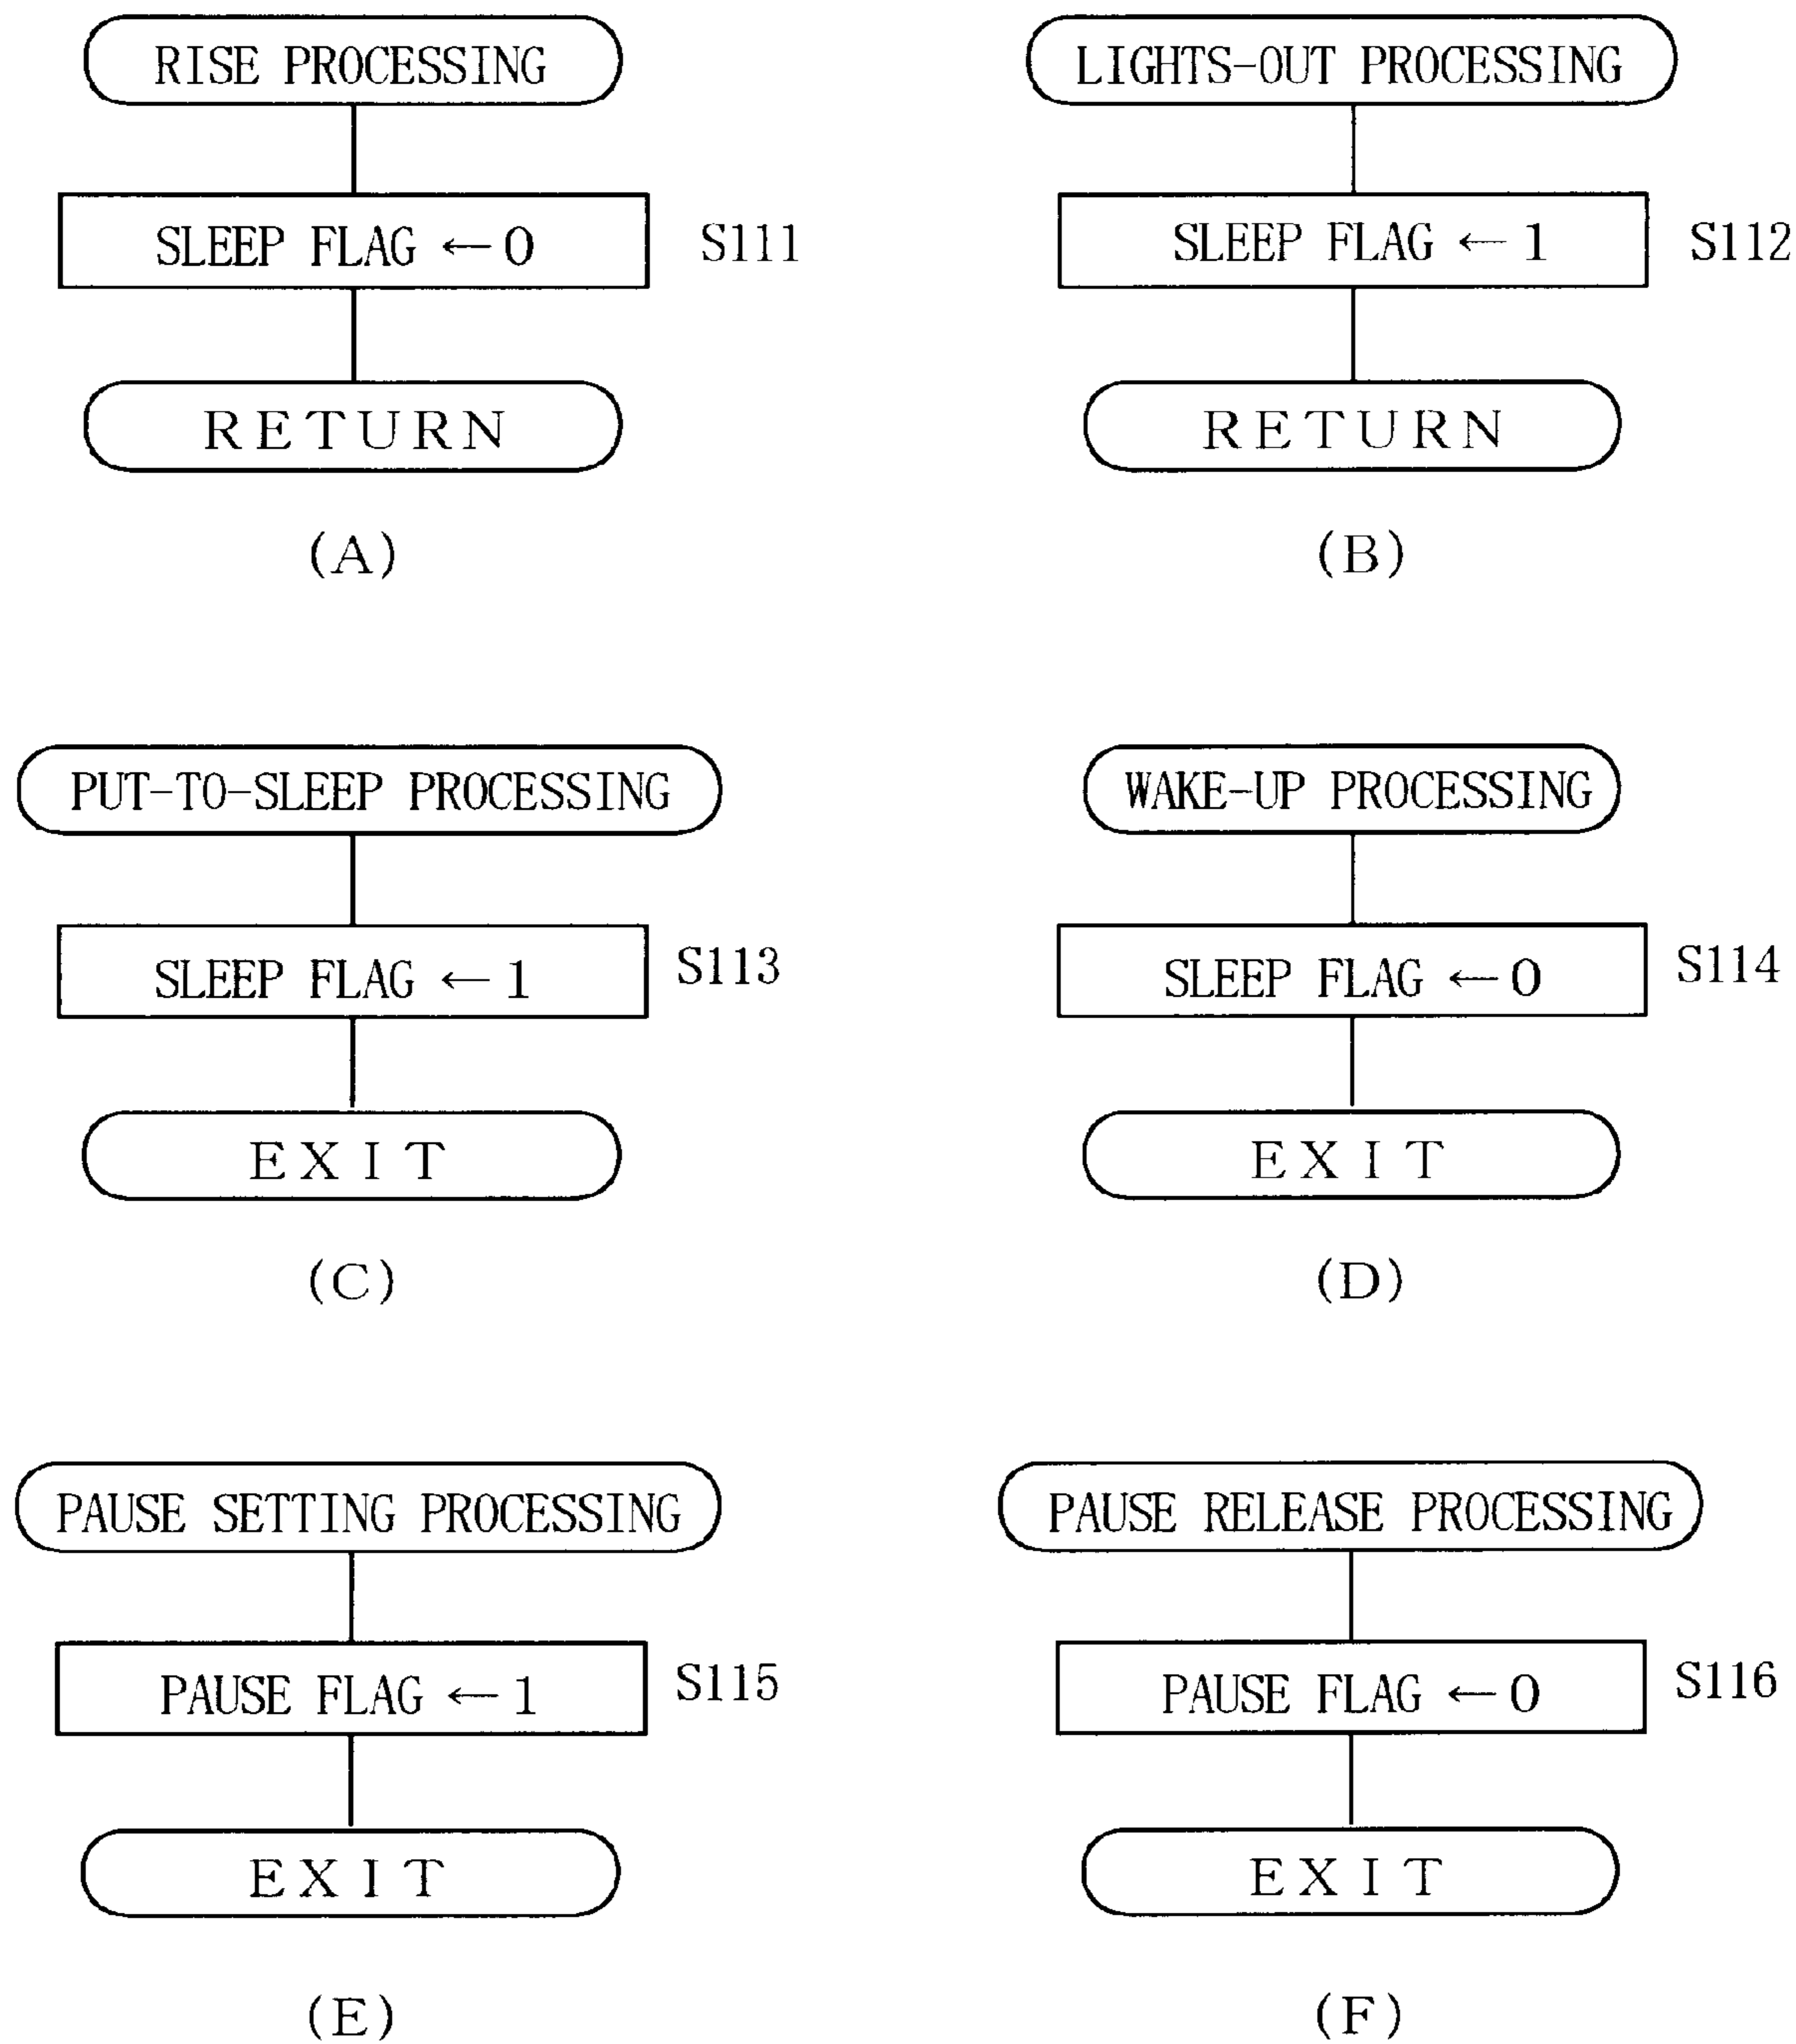 RISE PROCESSING
SLEEP FLAG ← 0
S111
RETURN
(A)
LIGHTS-OUT PROCESSING
SLEEP FLAG ← 1
S112
RETURN
(B)
PUT-TO-SLEEP PROCESSING
SLEEP FLAG ← 1
S113
EXIT
(C)
WAKE-UP PROCESSING
SLEEP FLAG ← 0
S114
EXIT
(D)
PAUSE SETTING PROCESSING
PAUSE FLAG ← 1
S115
EXIT
(E)
PAUSE RELEASE PROCESSING
PAUSE FLAG ← 0
S116
EXIT
(F)